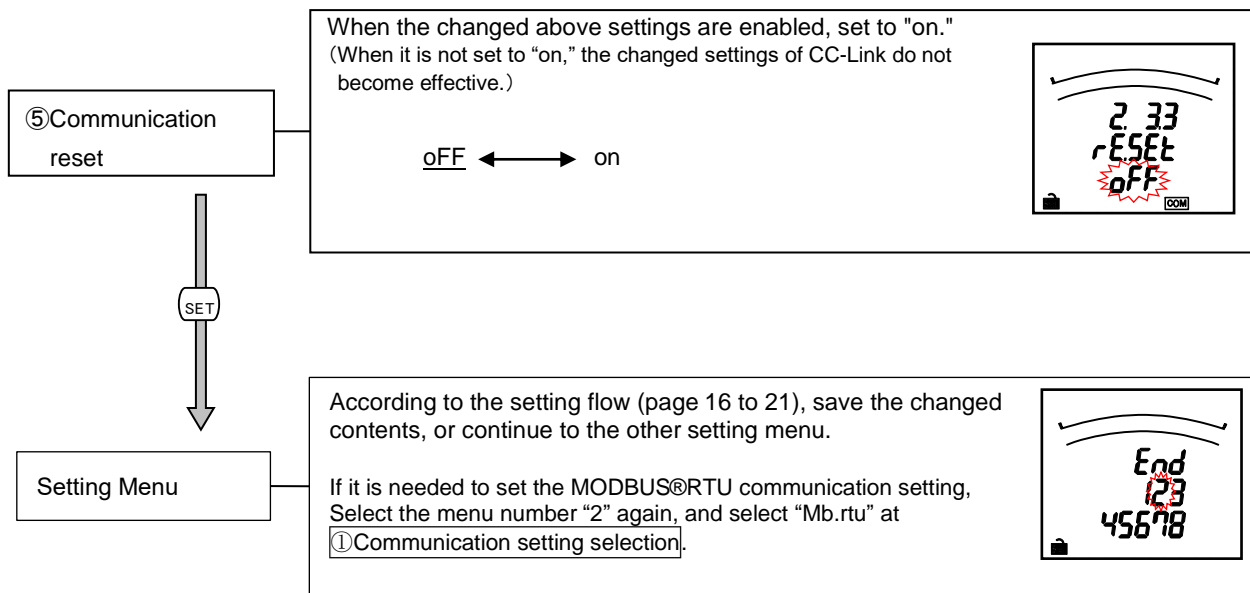 When the changed above settings are enabled, set to "on."
（When it is not set to “on,” the changed settings of CC-Link do not
become effective.）
⑤Communication
reset
oFF
on
2. 3.3
rE.SEt
oFF
COM
SET
According to the setting flow (page 16 to 21), save the changed
contents, or continue to the other setting menu.
Setting Menu
If it is needed to set the MODBUS®RTU communication setting,
Select the menu number “2” again, and select “Mb.rtu” at
①Communication setting selection.
End
123
45678